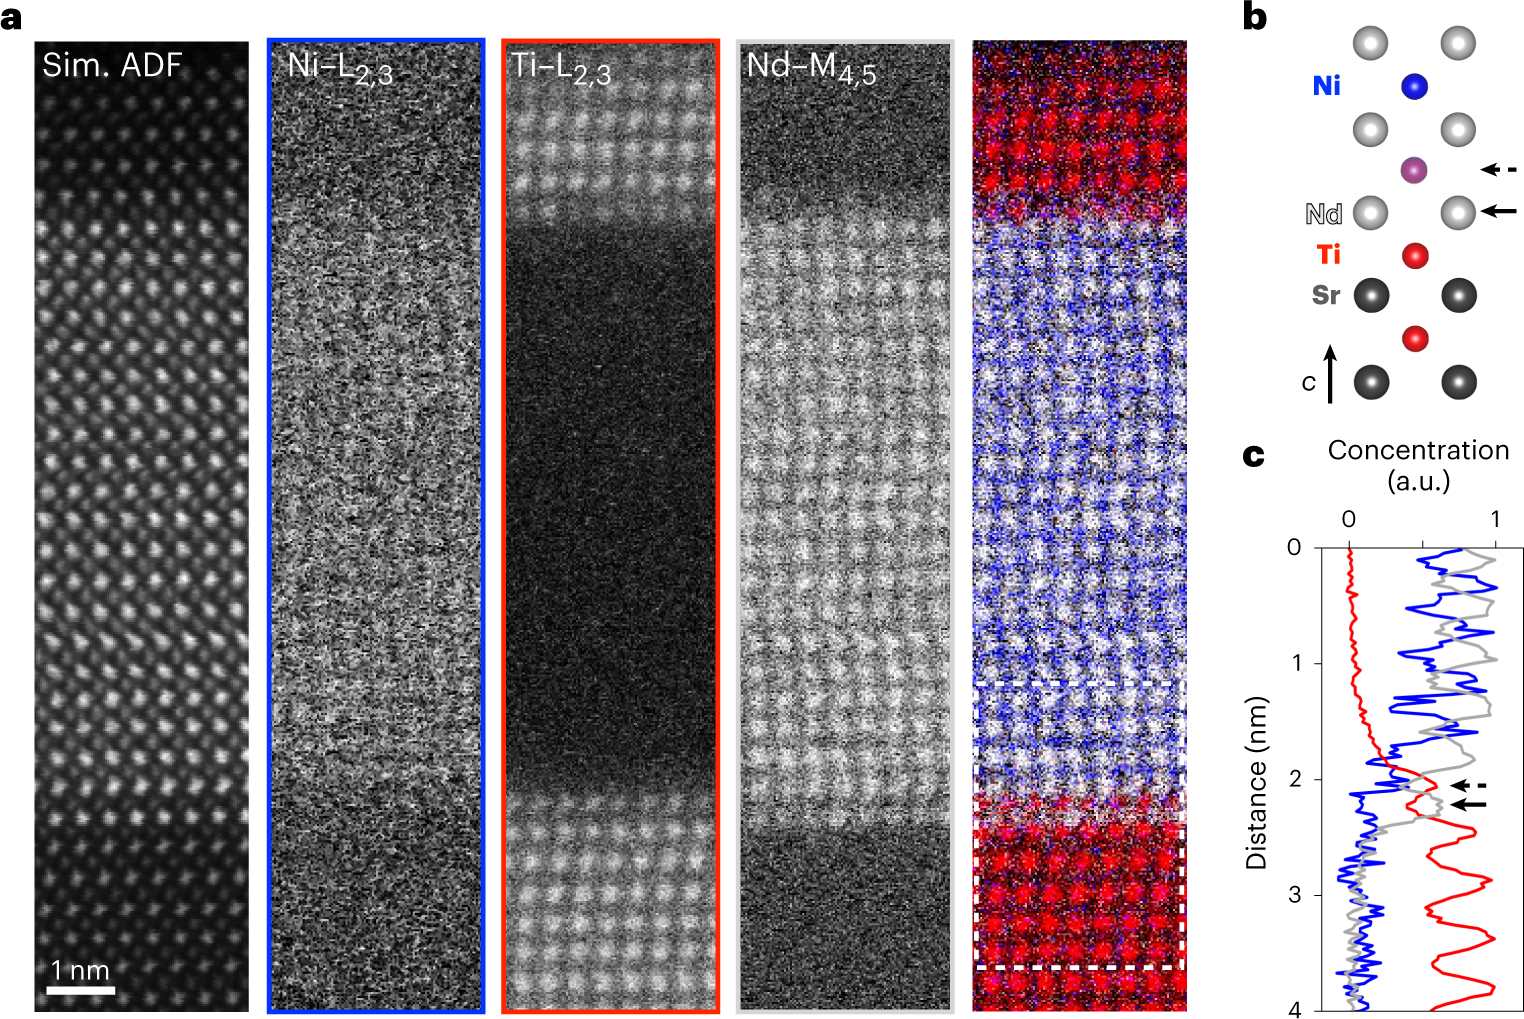 a
Sim. ADF
Ni–L2,3
Ti–L2,3
Nd–M4,5
1 nm
b
Ni
Nd
Ti
Sr
c
c
Concentration
(a.u.)
0 1
0
1
2
3
4
Distance (nm)